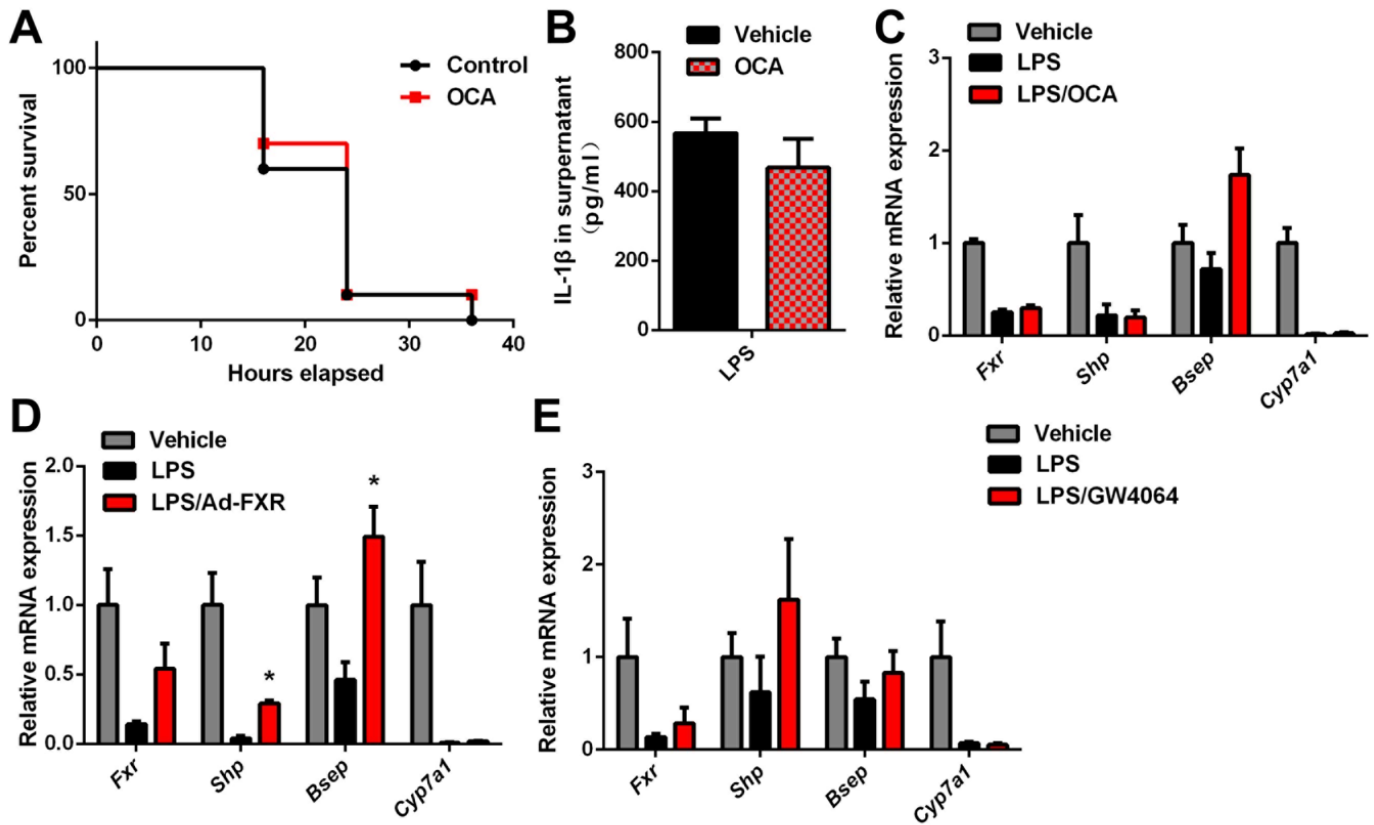 A
Control
OCA
Percent survival
100
50
0
0
10
20
30
40
Hours elapsed
B
Vehicle
OCA
IL-1β in surpernatant
(pg/ml)
800
600
400
200
0
LPS
C
Vehicle
LPS
LPS/OCA
Relative mRNA expression
3
2
1
0
Fxr
Shp
Bsep
Cyp7a1
D
Vehicle
LPS
LPS/Ad-FXR
Relative mRNA expression
2.0
1.5
1.0
0.5
0.0
*
*
Fxr
Shp
Bsep
Cyp7a1
E
Vehicle
LPS
LPS/GW4064
Relative mRNA expression
3
2
1
0
Fxr
Shp
Bsep
Cyp7a1